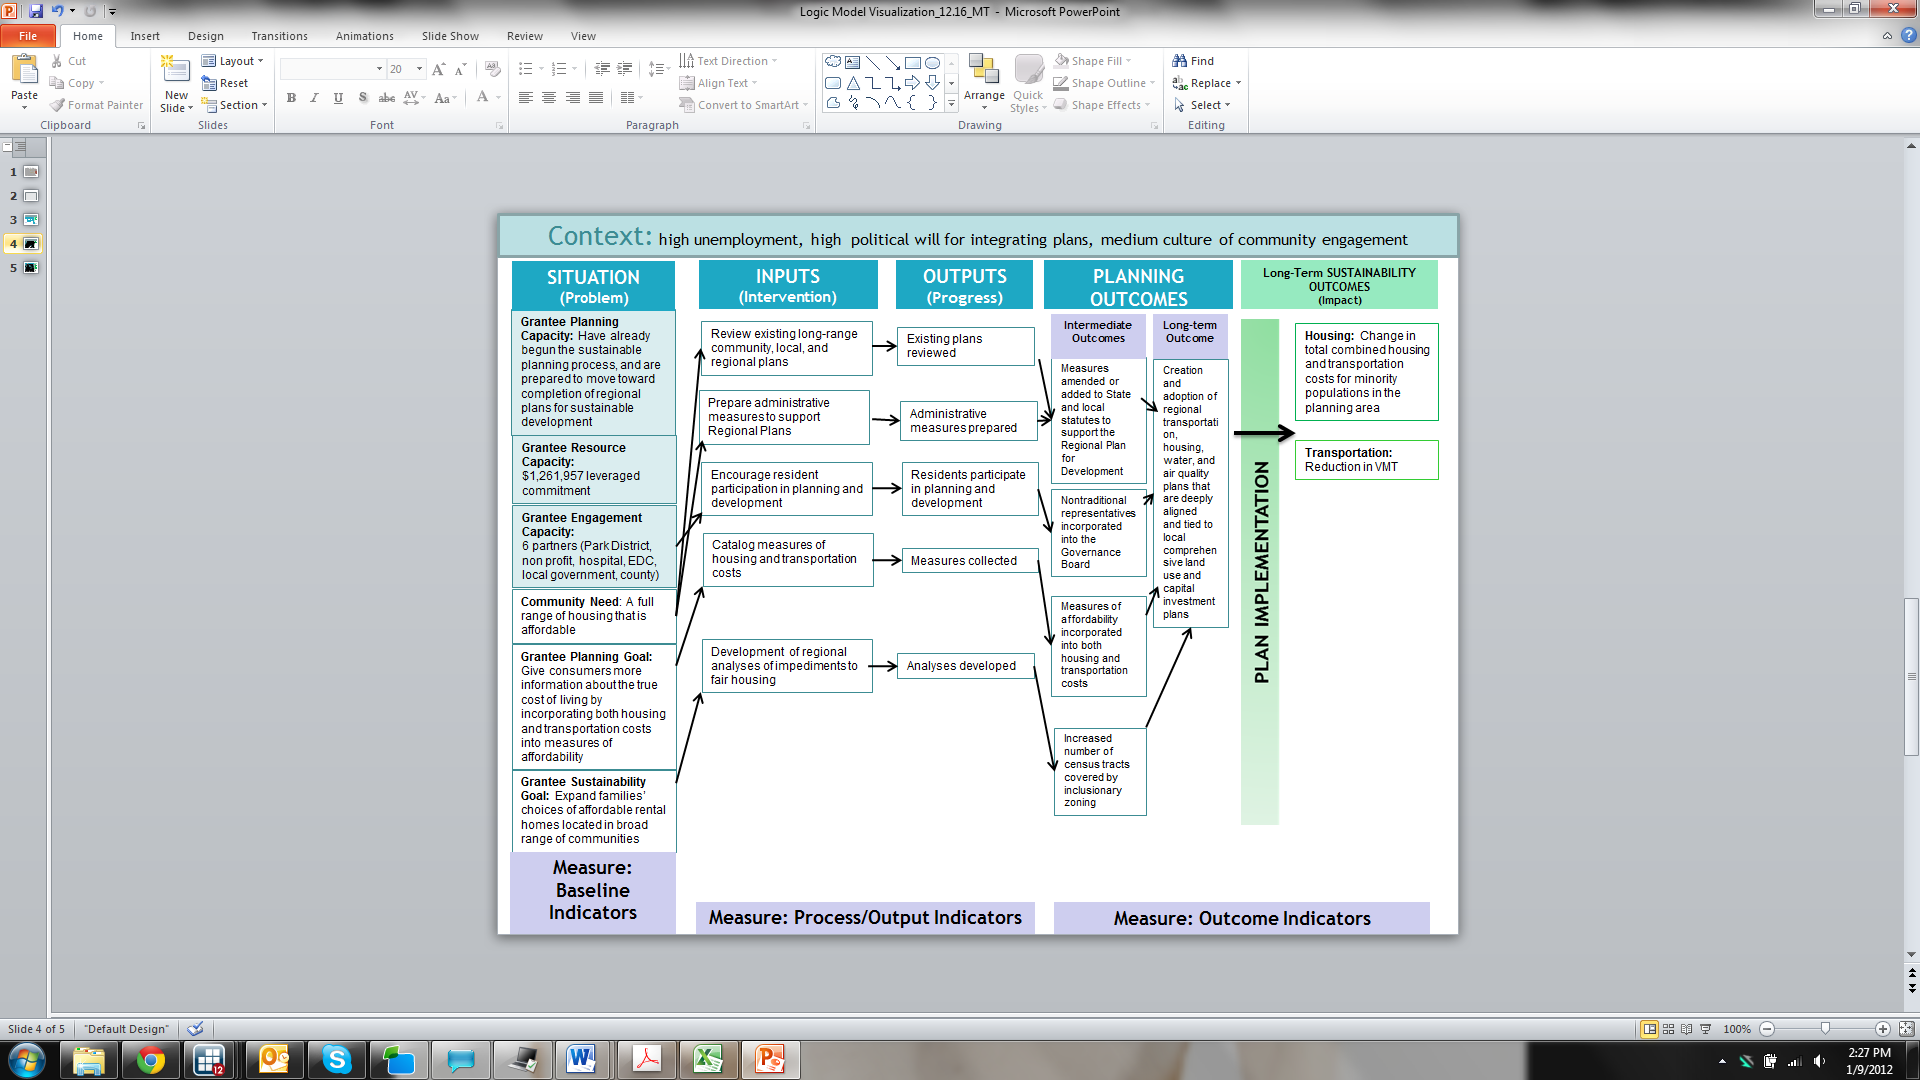 Logic Model Visualization_12.16_MT - Microsoft PowerPoint
File
Home
Insert
Design
Transitions
Animations
Slide Show
Review
View
Paste
Cut
Copy
Format Painter
Clipboard
New
Slide
Layout
Reset
Section
Slides
20
Font
Text Direction
Align Text
Convert to SmartArt
Paragraph
Arrange
Quick
Styles
Shape Fill
Shape Outline
Shape Effects
Drawing
Find
Replace
Select
Editing
1
2
3
4
5
Context: high unemployment, high political will for integrating plans, medium culture of community engagement
SITUATION
(Problem)
Grantee Planning
Capacity: Have already
begun the sustainable
planning process, and are
prepared to move toward
completion of regional
plans for sustainable
development
Grantee Resource
Capacity:
$1,261,957 leveraged
commitment
Grantee Engagement
Capacity:
6 partners (Park District,
non profit, hospital, EDC,
local government, county)
Community Need: A full
range of housing that is
affordable
Grantee Planning Goal:
Give consumers more
information about the true
cost of living by
incorporating both housing
and transportation costs
into measures of
affordability
Grantee Sustainability
Goal: Expand families'
choices of affordable rental
homes located in broad
range of communities
Measure:
Baseline
Indicators
INPUTS
(Intervention)
Review existing long-range
community, local, and
regional plans
Prepare administrative
measures to support
Regional Plans
Encourage resident
participation in planning and
development
Catalog measures of
housing and transportation
costs
Development of regional
analyses of impediments to
fair housing
OUTPUTS
(Progress)
Existing plans
reviewed
Administrative
measures prepared
Residents participate
in planning and
development
Measures collected
Analyses developed
Measure: Process/Output Indicators
PLANNING
OUTCOMES
Intermediate
Outcomes
Measures
amended or
added to State
and local
statutes to
support the
Regional Plan
for
Development
Nontraditional
representatives
incorporated
into the
Governance
Board
Measures of
affordability
incorporated
into both
housing and
transportation
costs
Increased
number of
census tracts
covered by
inclusionary
zoning
Long-term
Outcome
Creation
and
adoption of
regional
transportati
on,
housing,
water, and
air quality
plans that
are deeply
aligned
and tied to
local
comprehen
sive land
use and
capital
investment
plans
Long-Term SUSTAINABILITY
OUTCOMES
(Impact)
PLAN IMPLEMENTATION
Housing: Change in
total combined housing
and transportation
costs for minority
populations in the
planning area
Transportation:
Reduction in VMT
Measure: Outcome Indicators
Slide 4 of 5
"Default Design"
100%
12
2:27 PM
1/9/2012